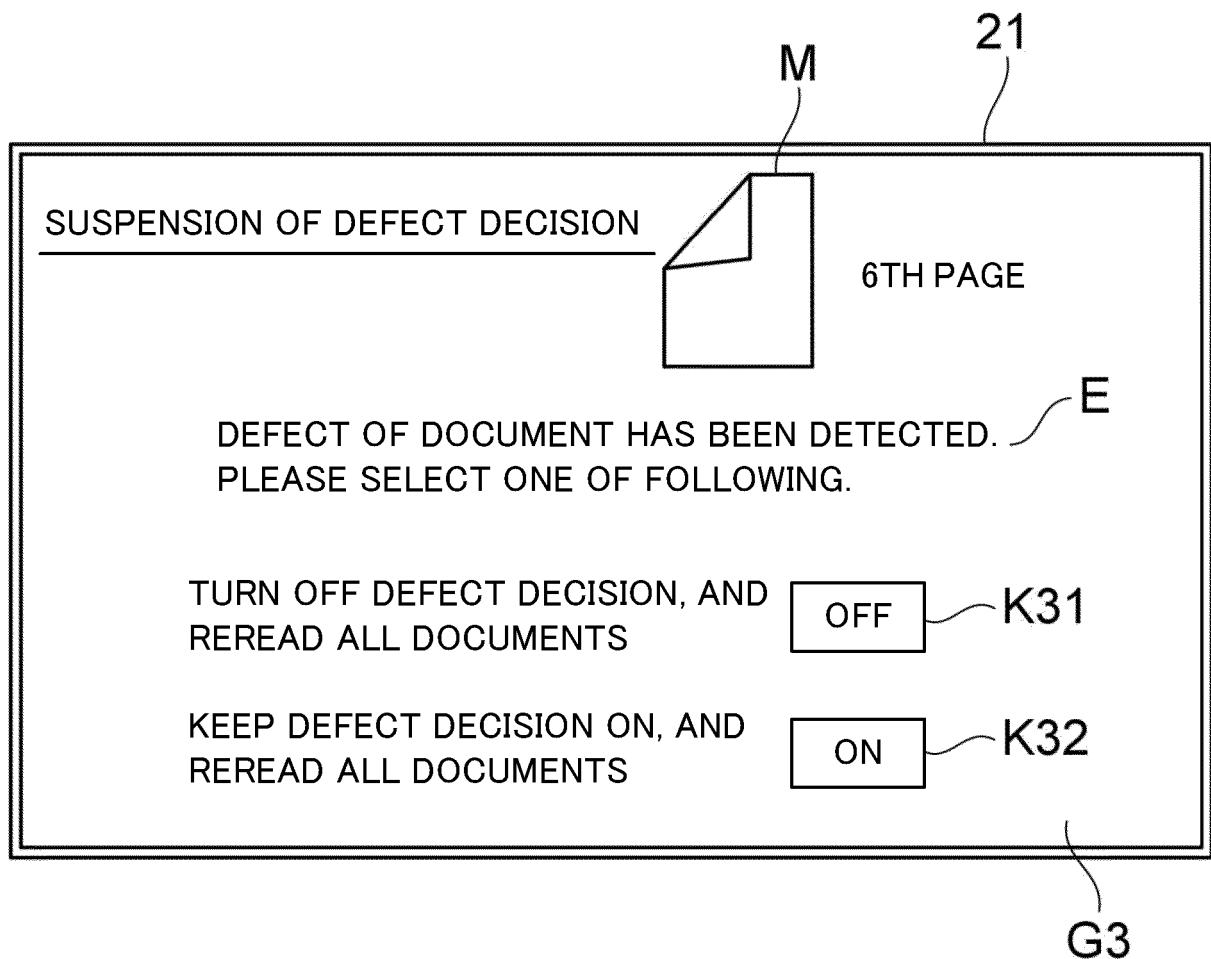 21
M
SUSPENSION OF DEFECT DECISION
6TH PAGE
E
DEFECT OF DOCUMENT HAS BEEN DETECTED.
PLEASE SELECT ONE OF FOLLOWING.
TURN OFF DEFECT DECISION, AND
REREAD ALL DOCUMENTS
OFF
K31
KEEP DEFECT DECISION ON, AND
REREAD ALL DOCUMENTS
ON
K32
G3